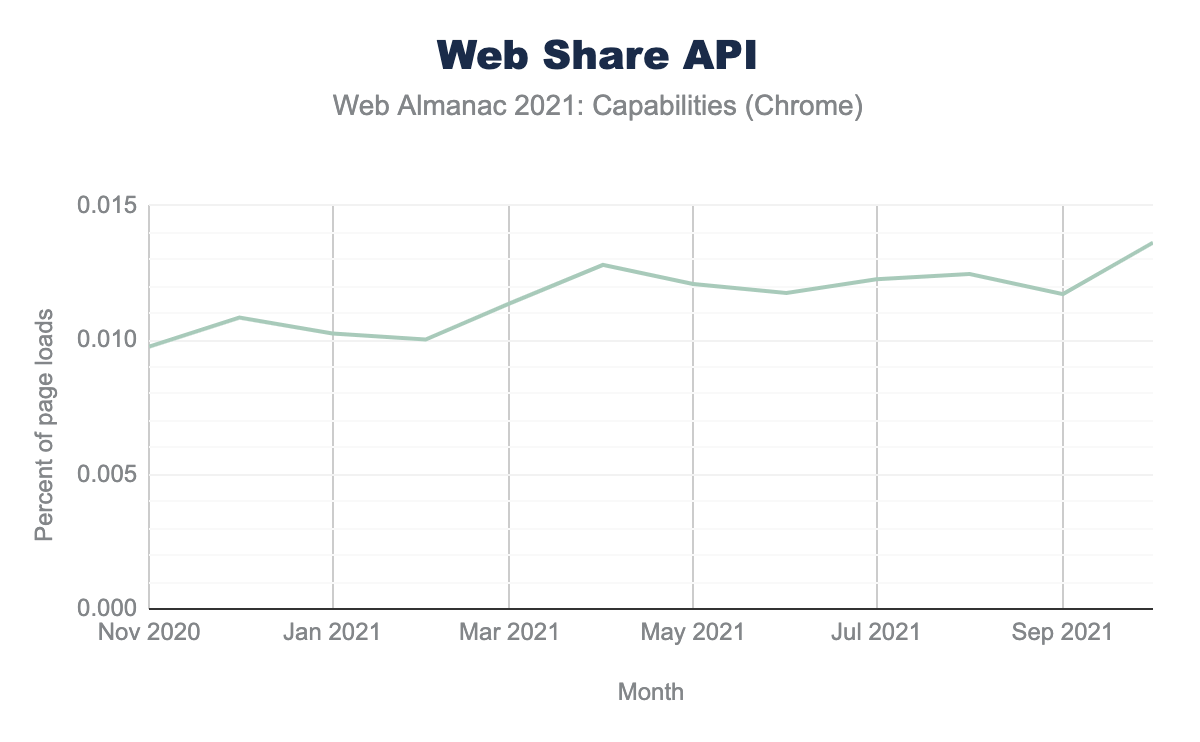 Web Share API
Web Almanac 2021: Capabilities (Chrome)
0.015
0.010
0.005
0.000
Percent of page loads
Nov 2020 Jan 2021 Mar 2021 May 2021 Jul 2021 Sep 2021
Month